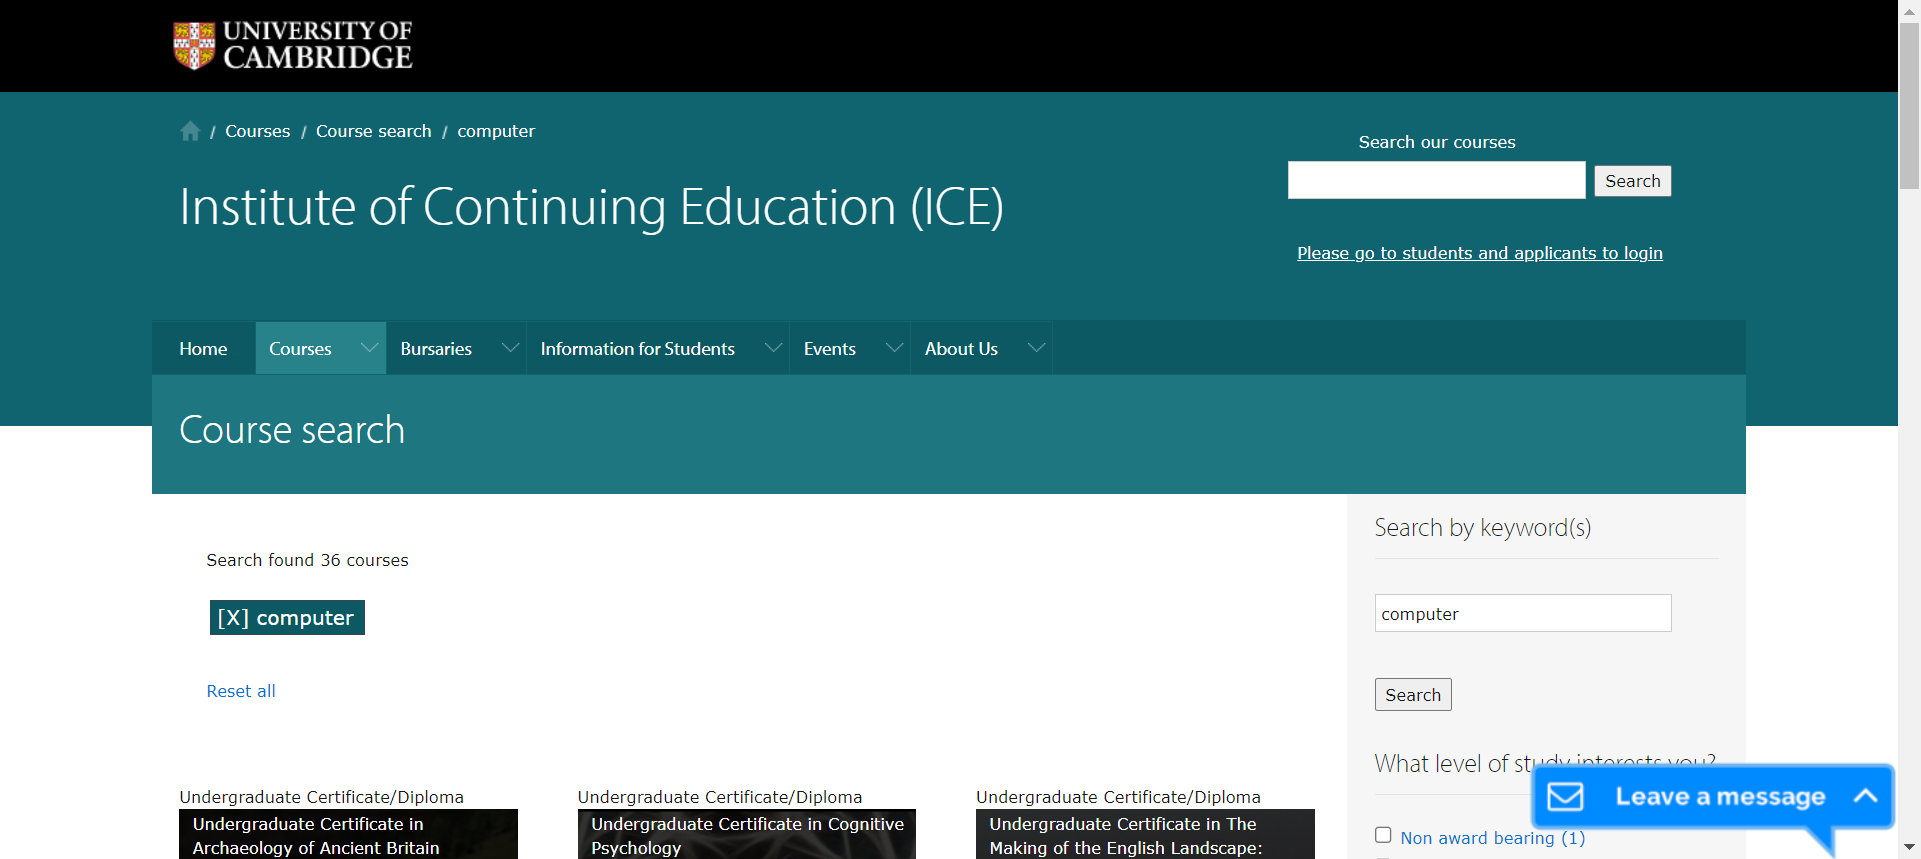 UNIVERSITY OF
CAMBRIDGE
/ Courses / Course search / computer
Institute of Continuing Education (ICE)
Search our courses
Search
Please go to students and applicants to login
Home
Courses
Bursaries
Information for Students
Events
About Us
Course search
Search found 36 courses
[X] computer
Reset all
Undergraduate Certificate/Diploma
Undergraduate Certificate in
Archaeology of Ancient Britain
Undergraduate Certificate/Diploma
Undergraduate Certificate in Cognitive
Psychology
Undergraduate Certificate/Diploma
Undergraduate Certificate in The
Making of the English Landscape:
Search by keyword(s)
computer
Search
What level of study interests you?
Leave a message
Non award bearing (1)